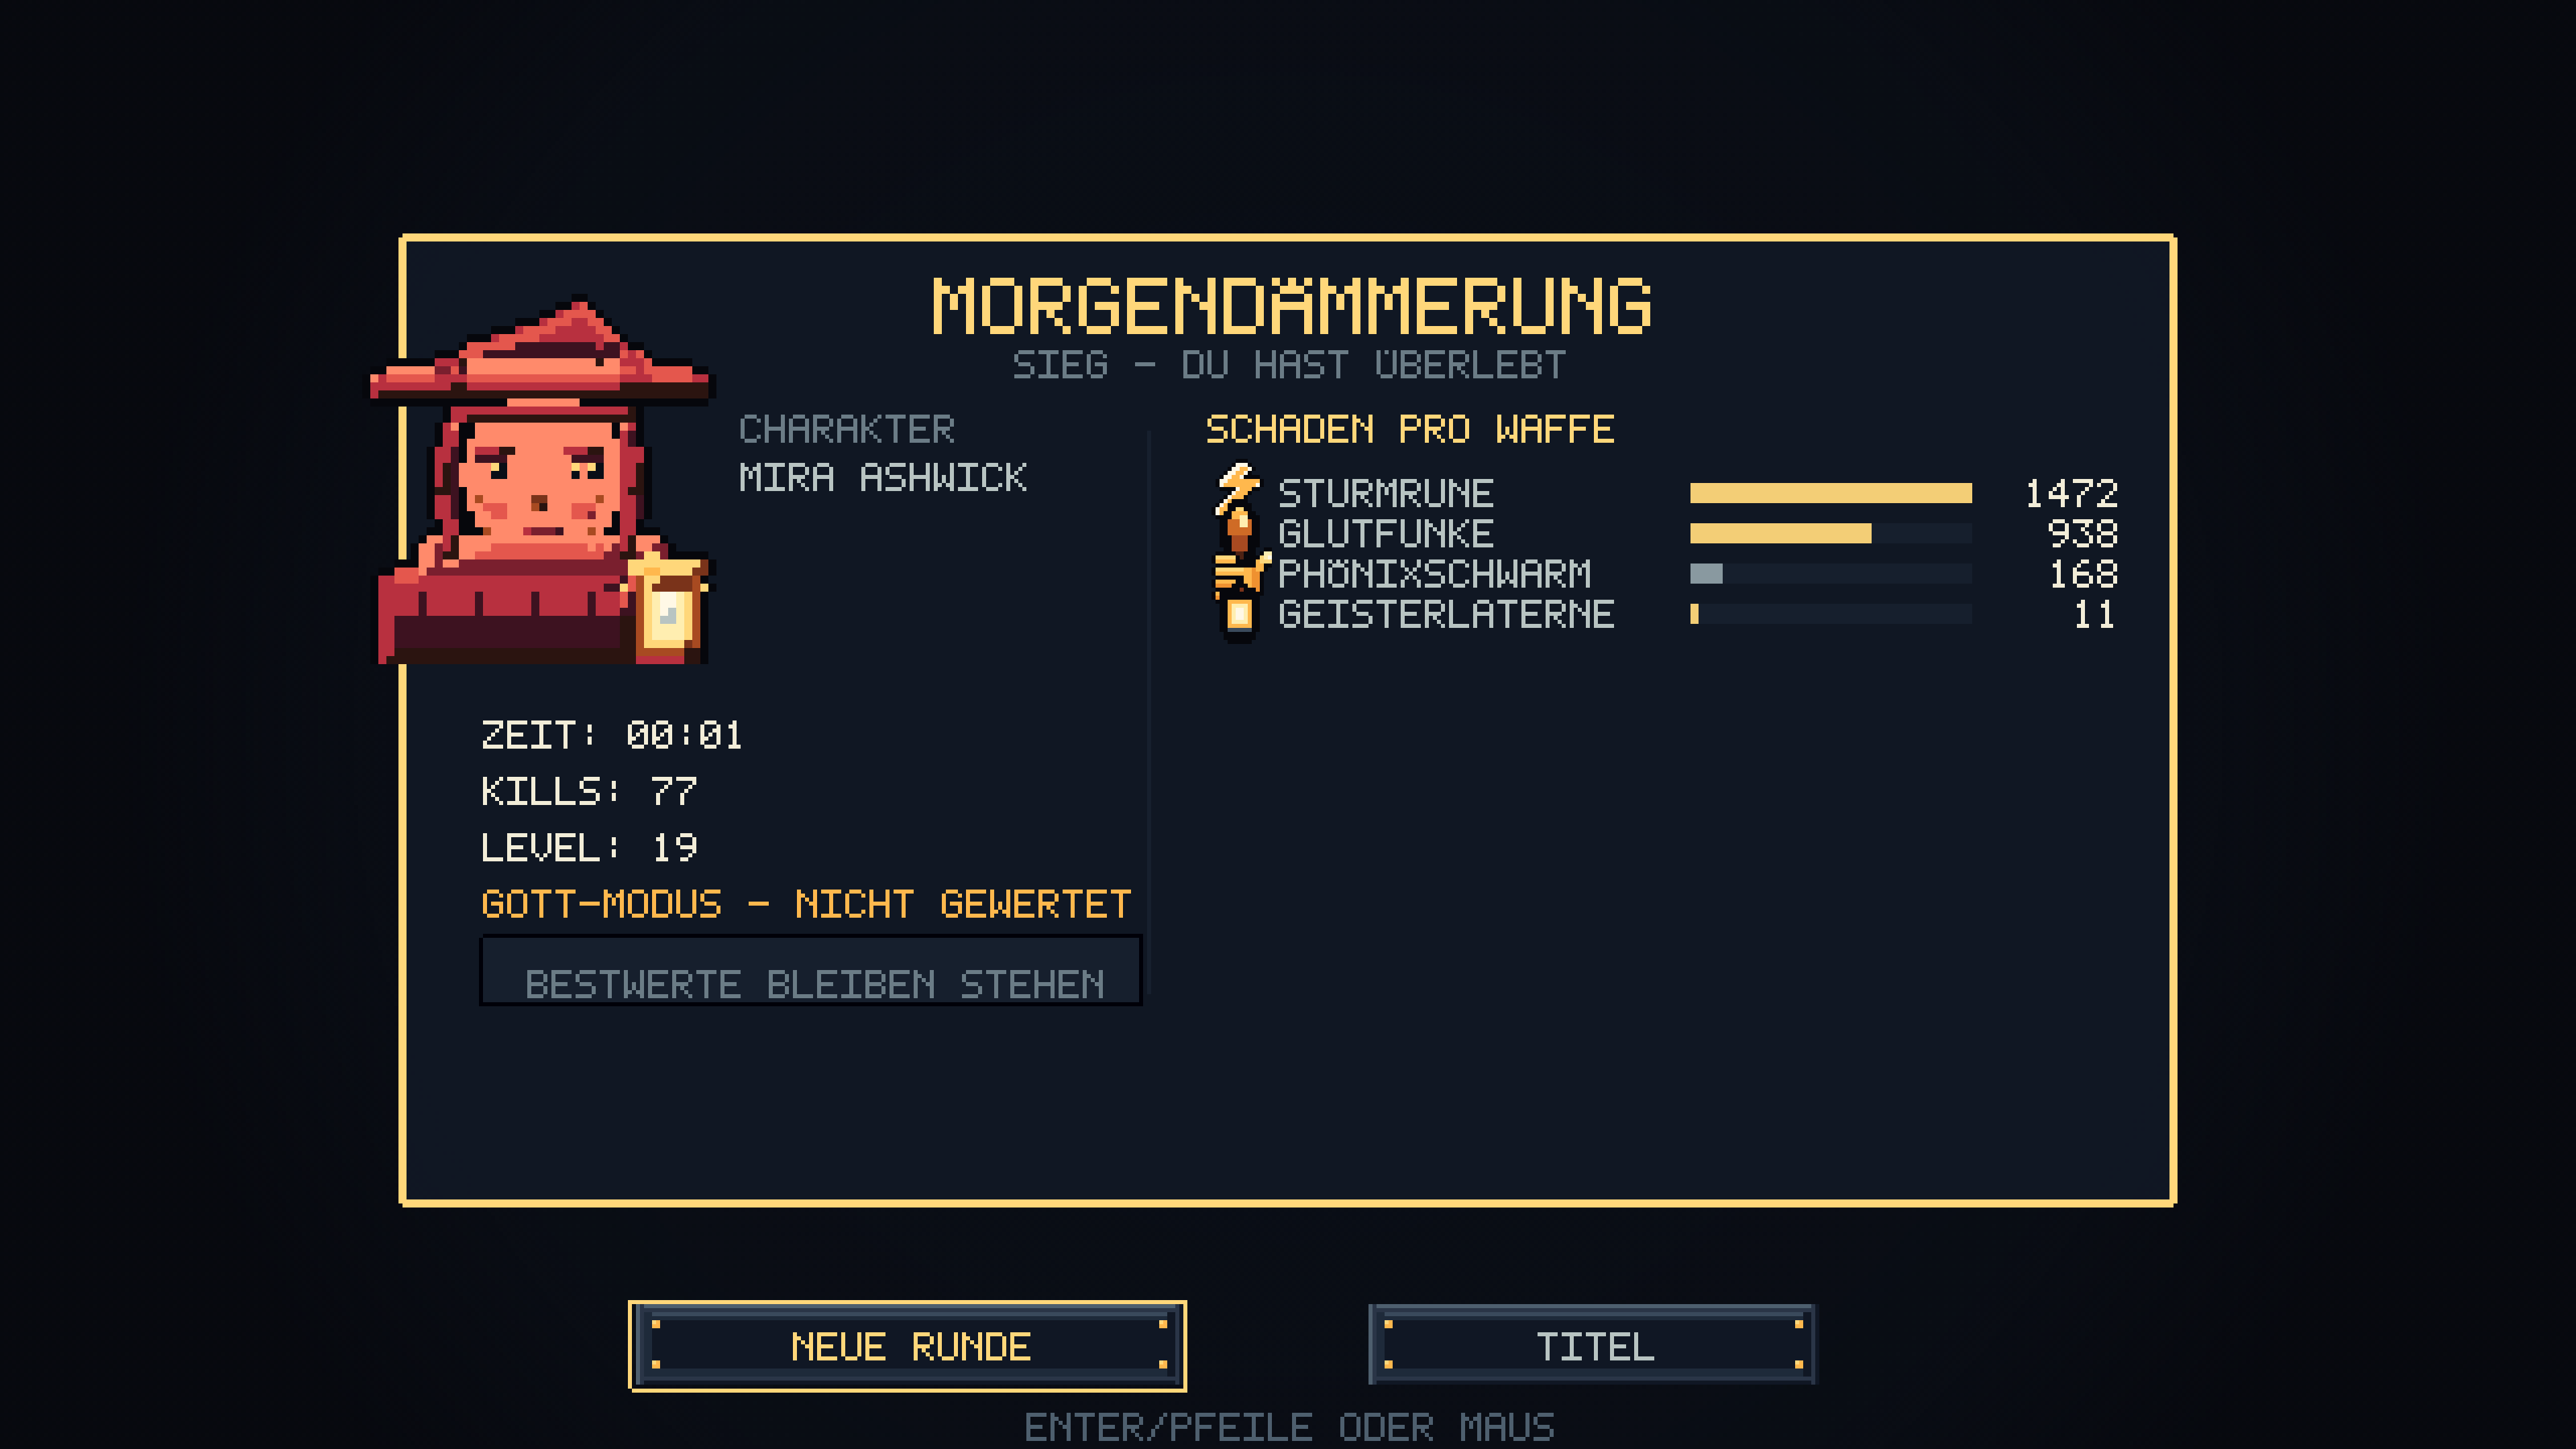 MORGENDÄMMERUNG
SIEG - DU HAST ÜBERLEBT
CHARAKTER
MIRA ASHWICK
ZEIT: 00:01
KILLS: 77
LEVEL: 19
GOTT-MODUS - NICHT GEWERTET
BESTWERTE BLEIBEN STEHEN
SCHADEN PRO WAFFE
STURMRUNE 1472
GLUTFUNKE 938
PHÖNIXSCHWARM 168
GEISTERLATERNE 11
NEUE RUNDE
TITEL
ENTER/PFEILE ODER MAUS